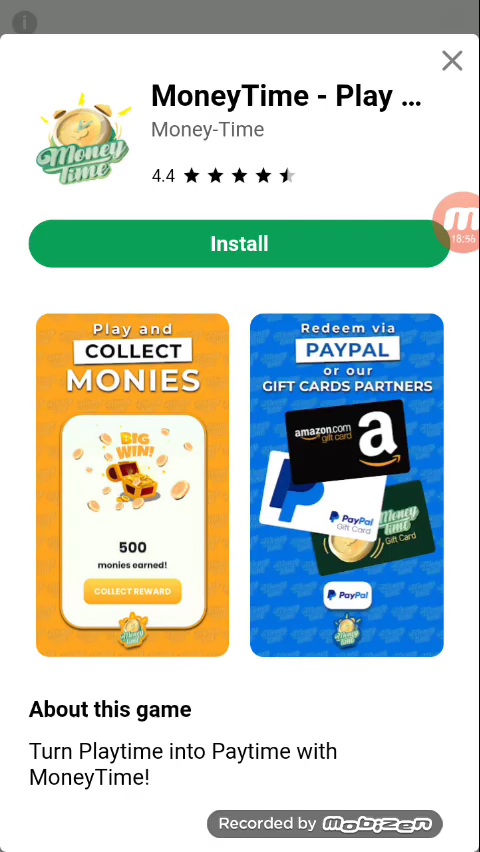 MoneyTime - Play ...
Money-Time
Money
Time
4.4
Install
18:56
Play and
COLLECT
MONIES
BIG
WIN!
500
monies earned!
COLLECT REWARD
Redeem via
PAYPAL
or our
GIFT CARDS PARTNERS
amazon.com
gift card
a
PayPal
Gift Card
Money
Time
Gift Card
PayPal
About this game
Turn Playtime into Paytime with
MoneyTime!
Recorded by mobizen